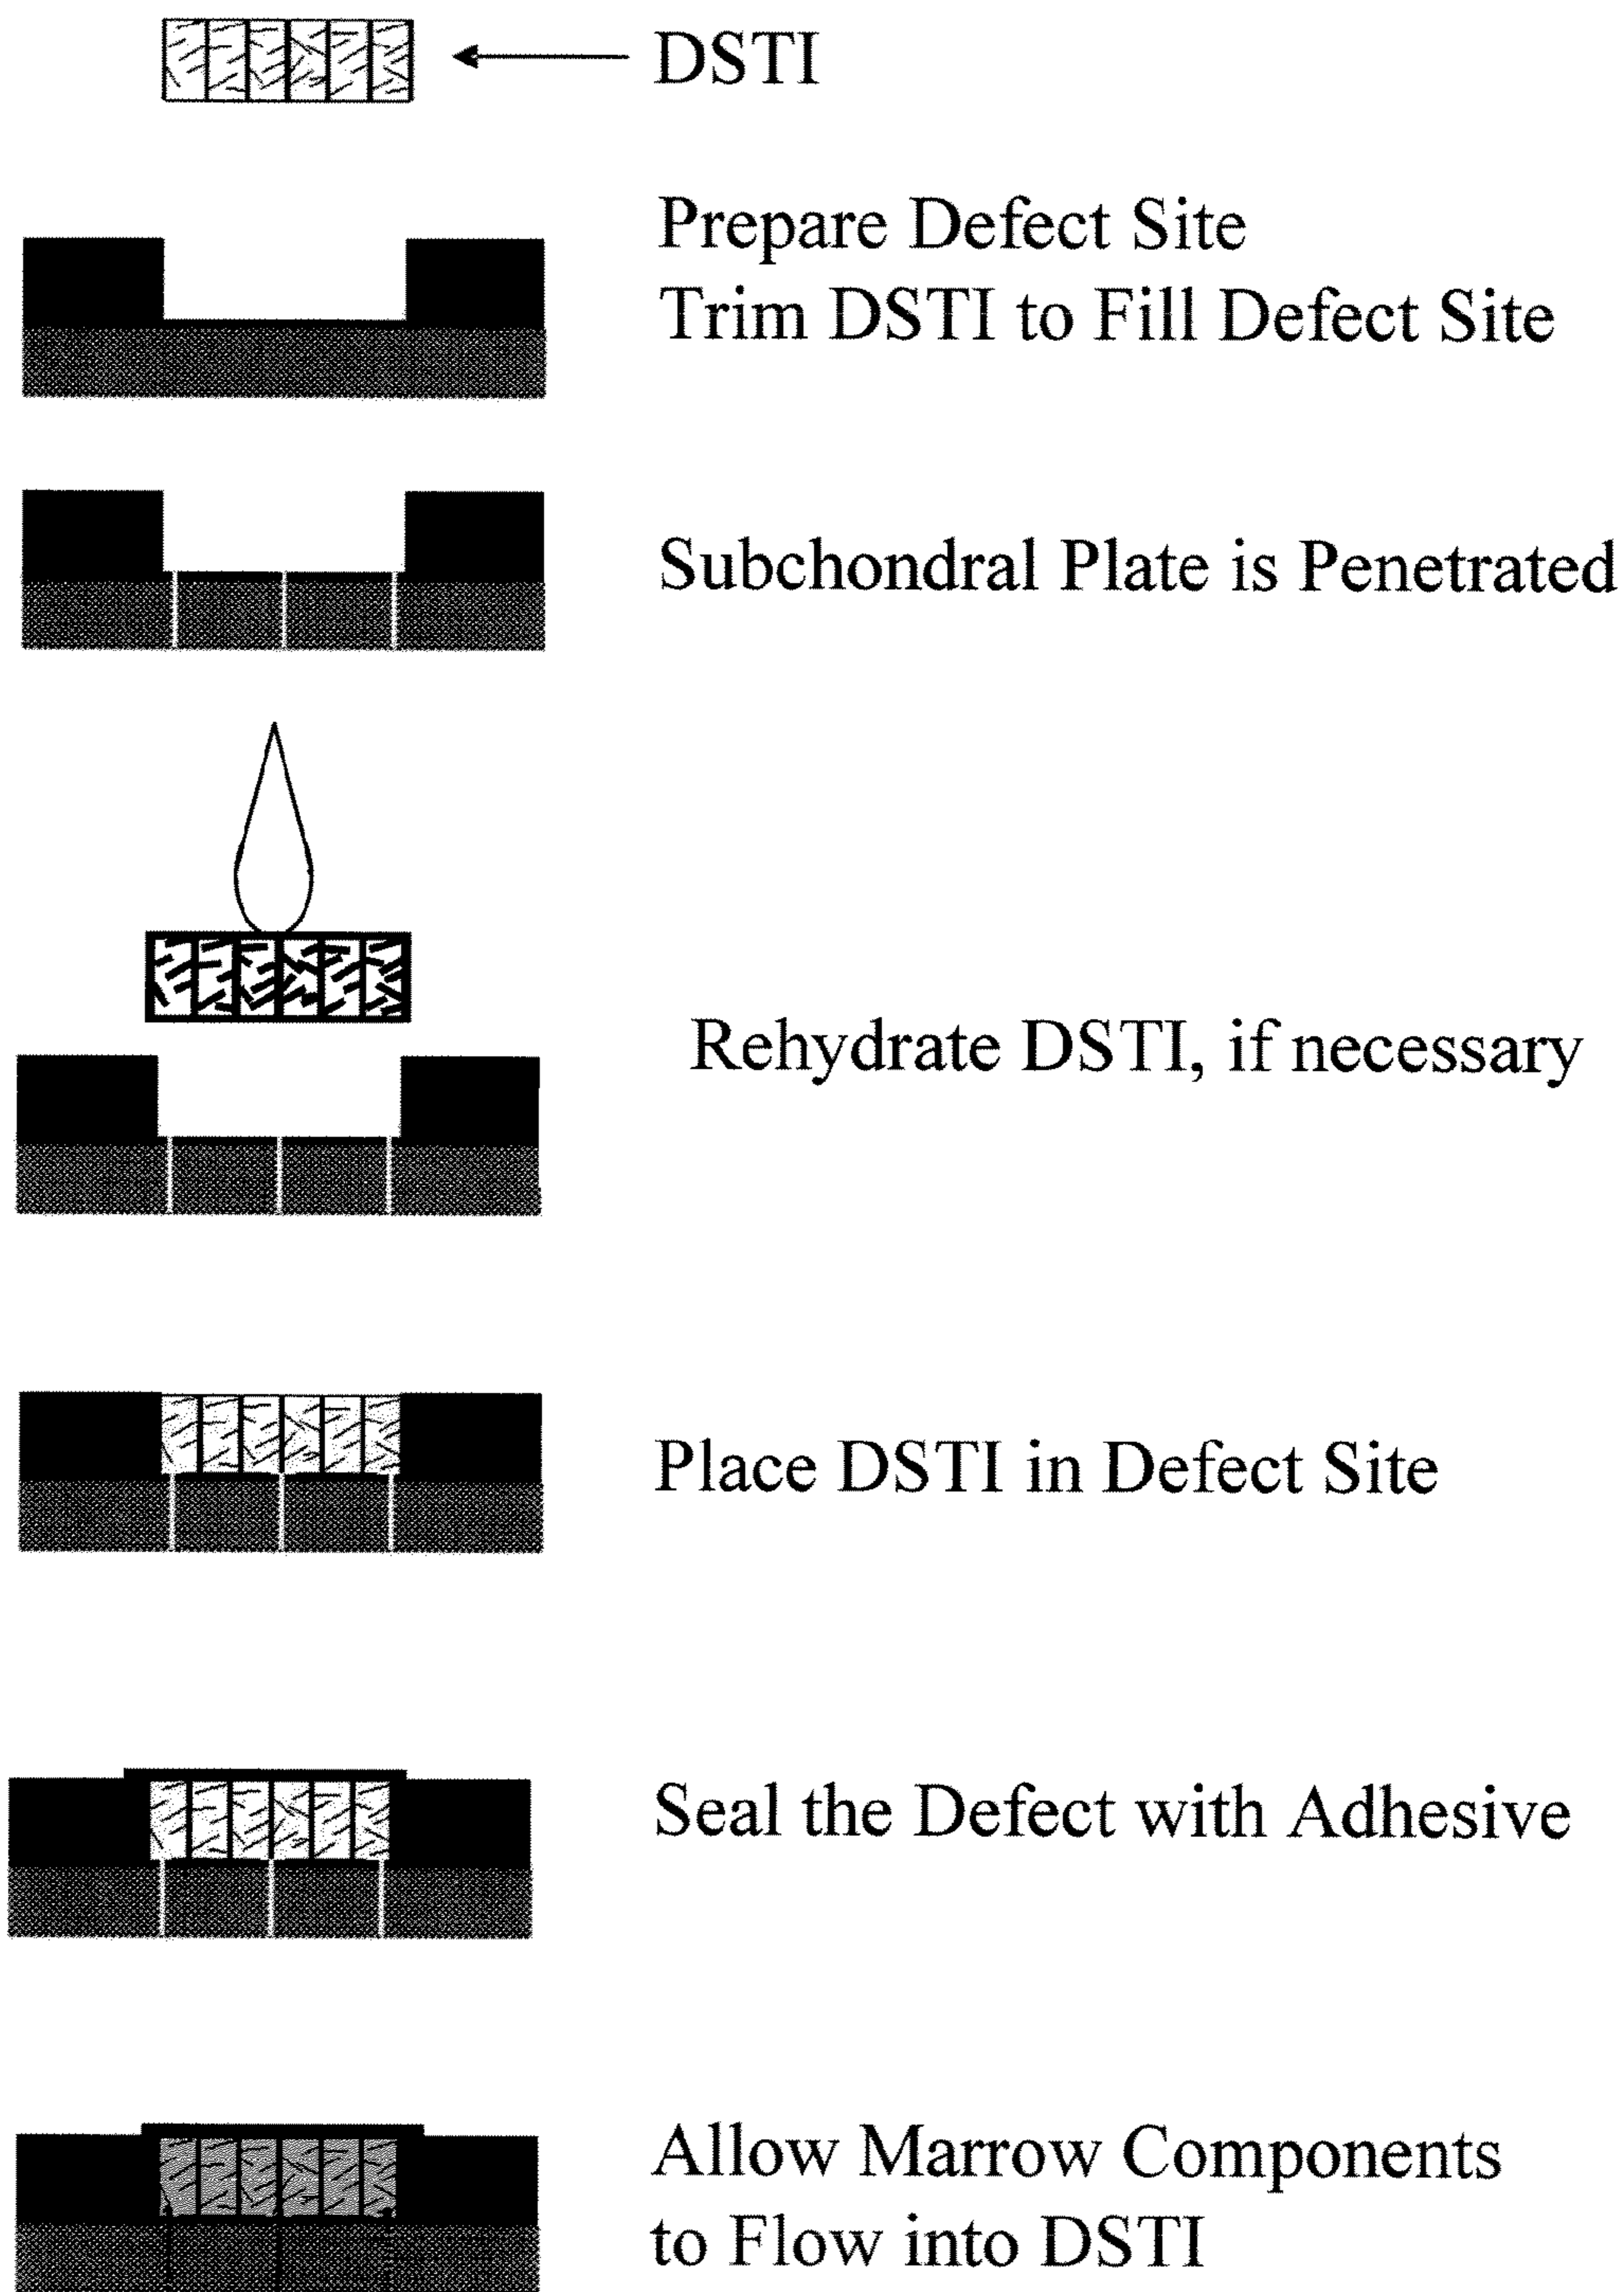 DSTI
Prepare Defect Site
Trim DSTI to Fill Defect Site
Subchondral Plate is Penetrated
Rehydrate DSTI, if necessary
Place DSTI in Defect Site
Seal the Defect with Adhesive
Allow Marrow Components
to Flow into DSTI